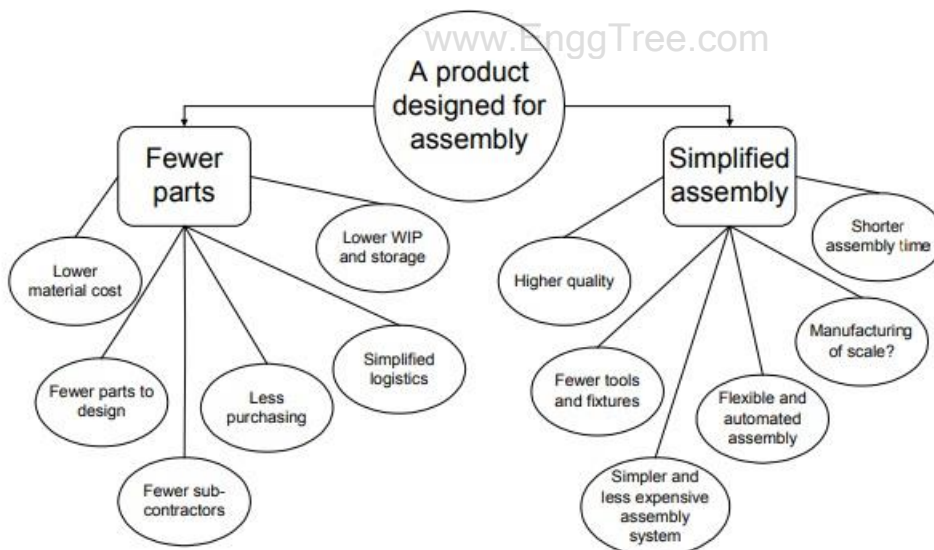 www.EnggTree.com
A product
designed for
assembly
Fewer
parts
Lower
material cost
Fewer parts to
design
Fewer sub-
contractors
Less
purchasing
Simplified
logistics
Lower WIP
and storage
Simplified
assembly
Higher quality
Fewer tools
and fixtures
Simpler and
less expensive
assembly
system
Flexible and
automated
assembly
Manufacturing
of scale?
Shorter
assembly time